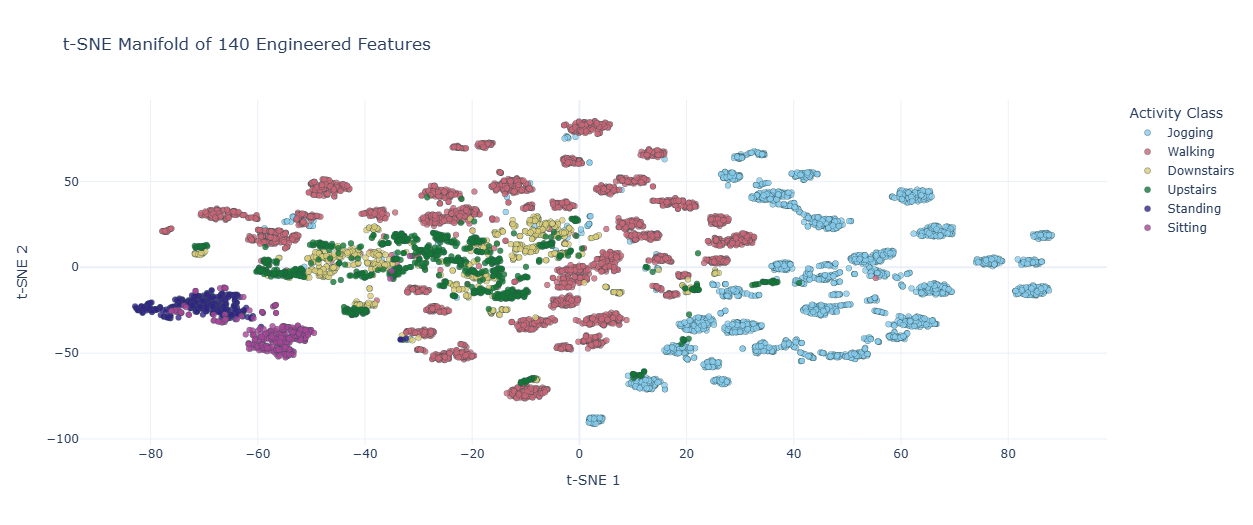 t-SNE Manifold of 140 Engineered Features
Activity Class
Jogging
Walking
Downstairs
Upstairs
Standing
Sitting
50
0
−50
−100
t-SNE 2
−80
−60
−40
−20
0
20
40
60
80
t-SNE 1